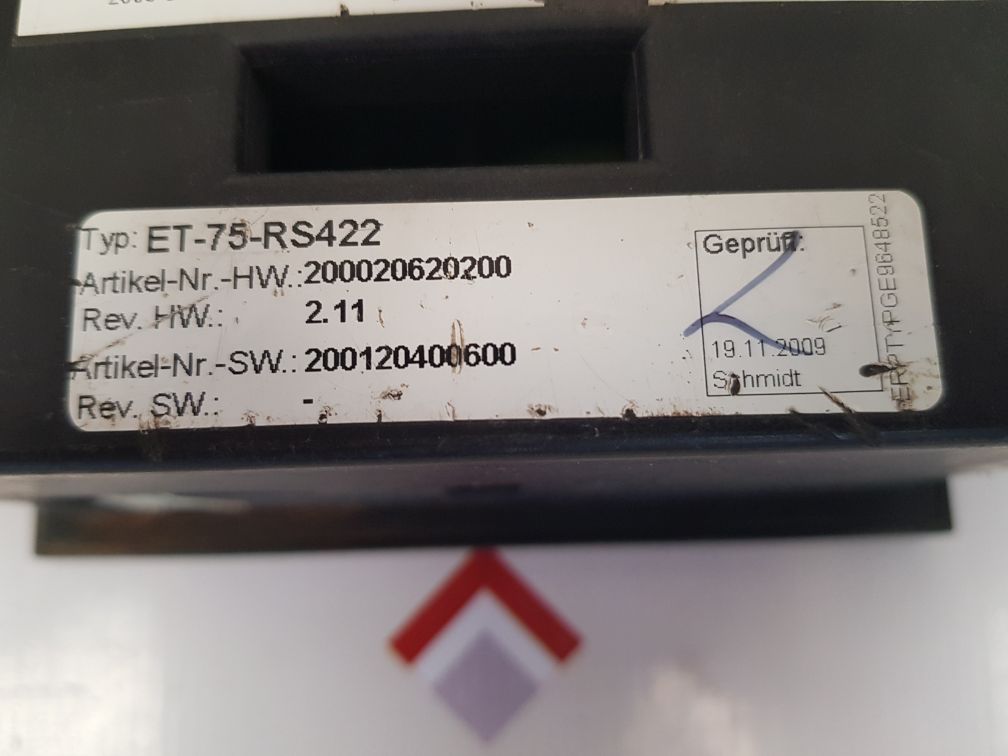 Typ: ET-75-RS422
Artikel-Nr.-HW.: 200020620200
Rev. HW.: 2.11
Artikel-Nr.-SW.: 200120400600
Rev. SW.: -
Geprüft:
19.11.2009
Schmidt